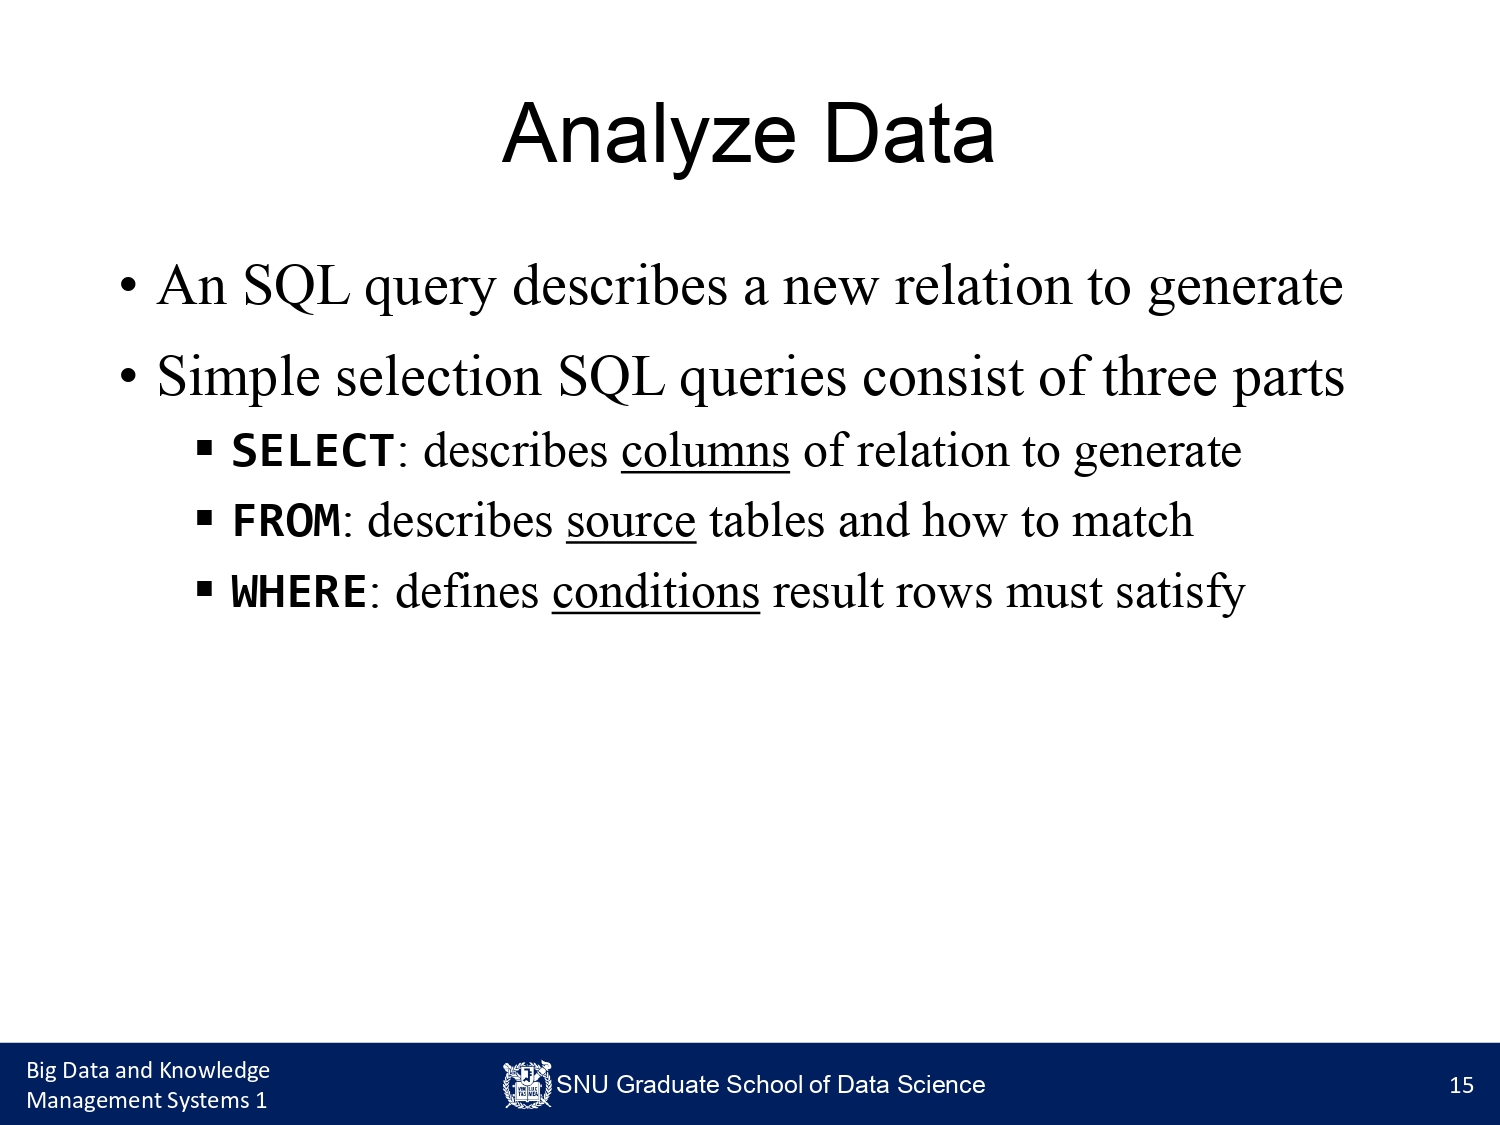 Analyze Data
• An SQL query describes a new relation to generate
• Simple selection SQL queries consist of three parts
▪ SELECT: describes columns of relation to generate
▪ FROM: describes source tables and how to match
▪ WHERE: defines conditions result rows must satisfy
Big Data and Knowledge
Management Systems 1
SNU Graduate School of Data Science
15